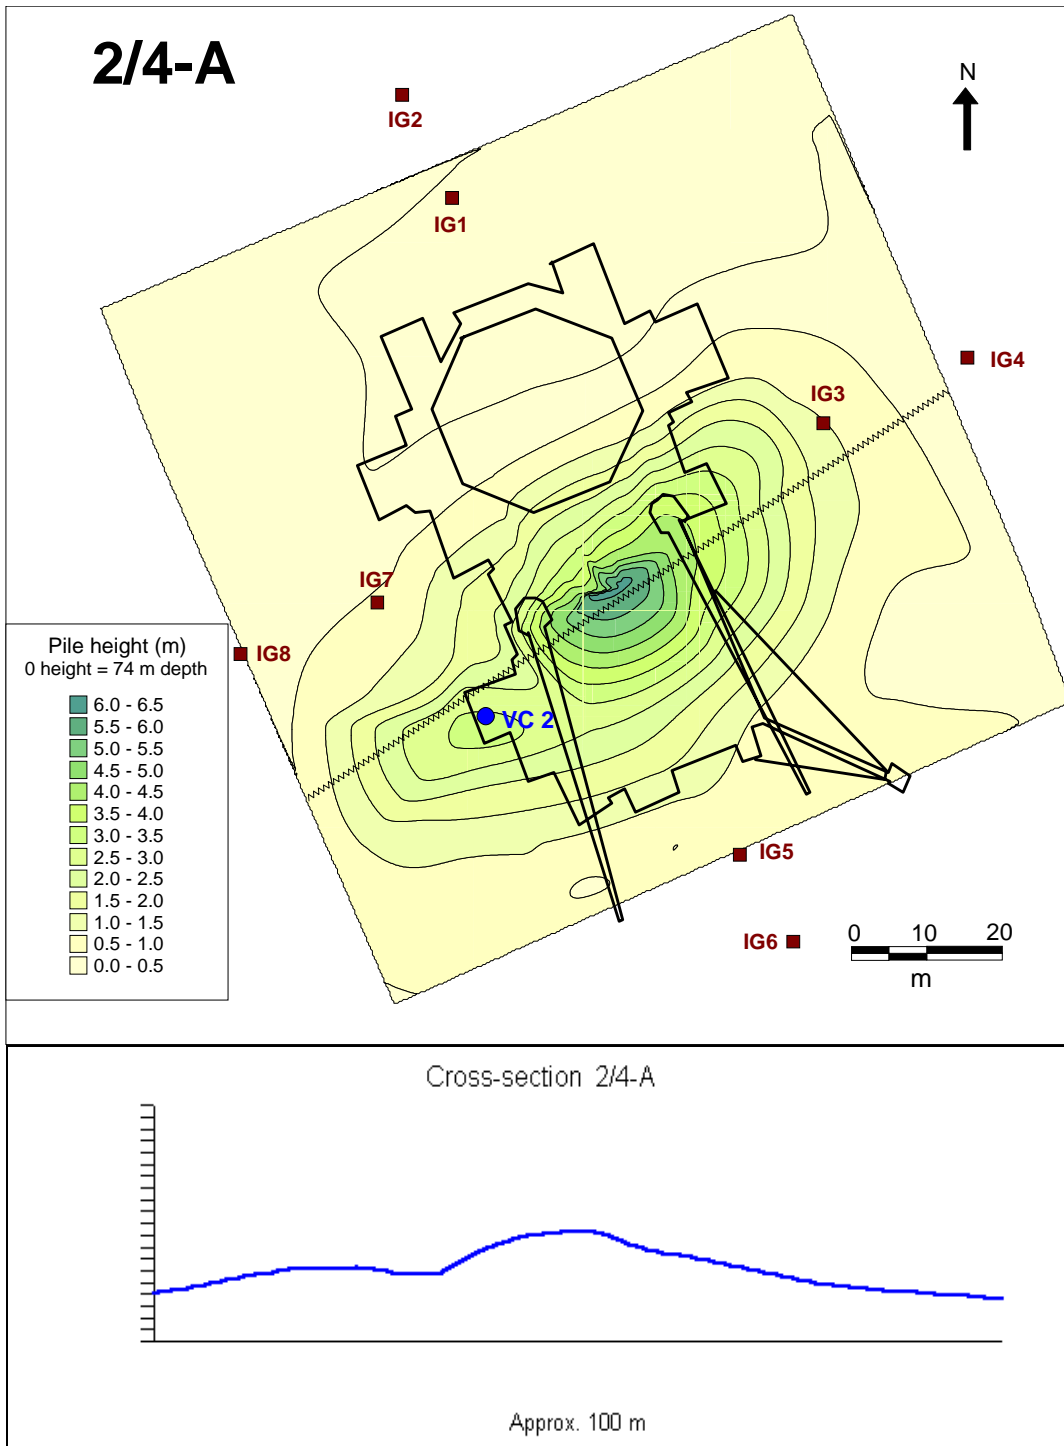 2/4-A
N
IG2
IG1
IG4
IG3
IG7
IG8
VC 2
IG5
IG6
Pile height (m)
0 height = 74 m depth
6.0 - 6.5
5.5 - 6.0
5.0 - 5.5
4.5 - 5.0
4.0 - 4.5
3.5 - 4.0
3.0 - 3.5
2.5 - 3.0
2.0 - 2.5
1.5 - 2.0
1.0 - 1.5
0.5 - 1.0
0.0 - 0.5
0 10 20
m
Cross-section 2/4-A
Approx. 100 m